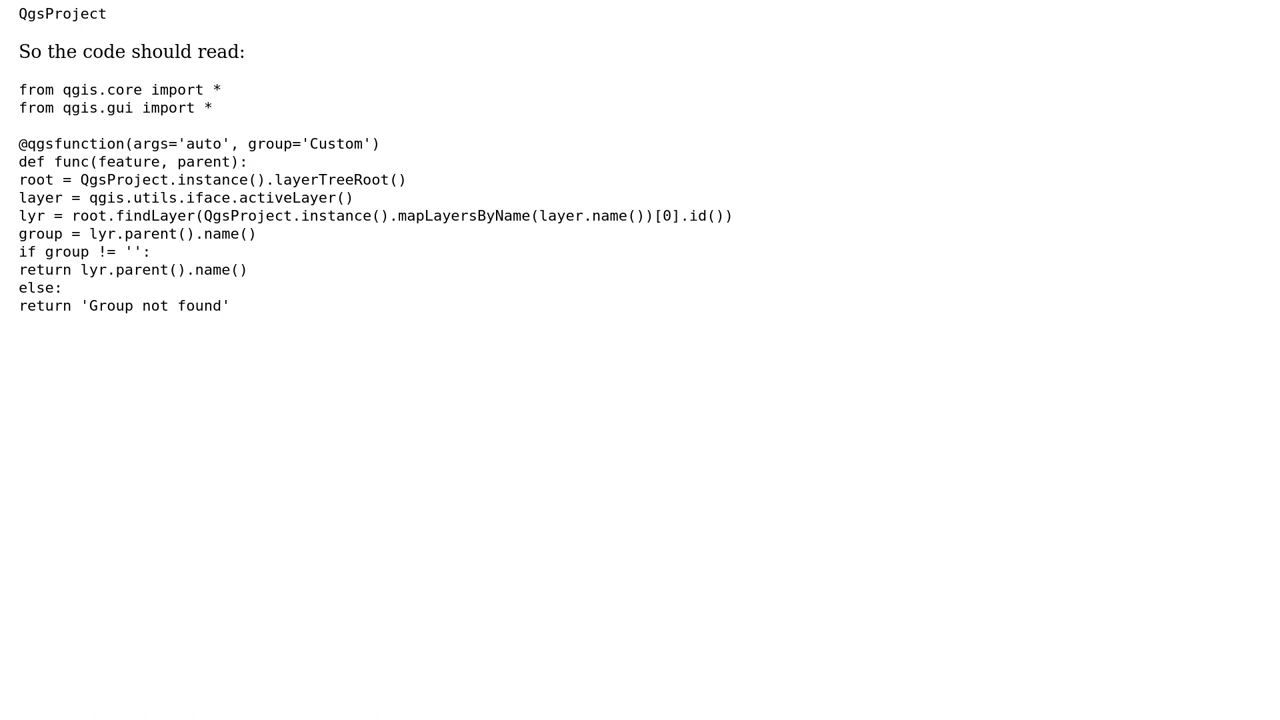 QgsProject
So the code should read:
from qgis.core import *
from qgis.gui import *
@qgsfunction(args='auto', group='Custom')
def func(feature, parent):
root = QgsProject.instance().layerTreeRoot()
layer = qgis.utils.iface.activeLayer()
lyr = root.findLayer(QgsProject.instance().mapLayersByName(layer.name())[0].id())
group = lyr.parent().name()
if group != '':
return lyr.parent().name()
else:
return 'Group not found'